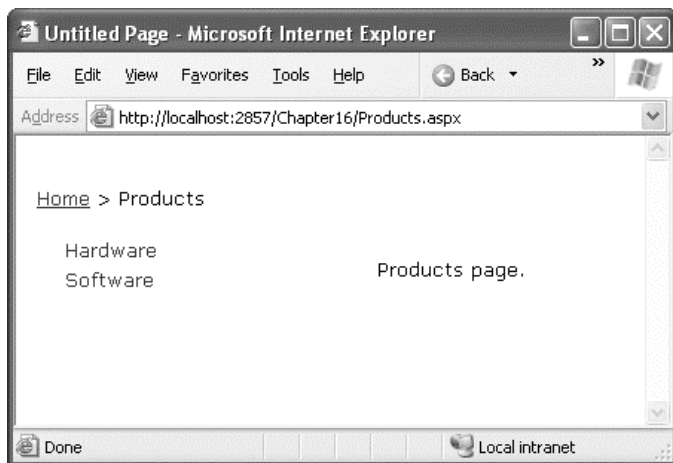 Untitled Page - Microsoft Internet Explorer
File Edit View Favorites Tools Help Back »
Address http://localhost:2857/Chapter16/Products.aspx
Home > Products
Hardware
Software
Products page.
Done Local intranet